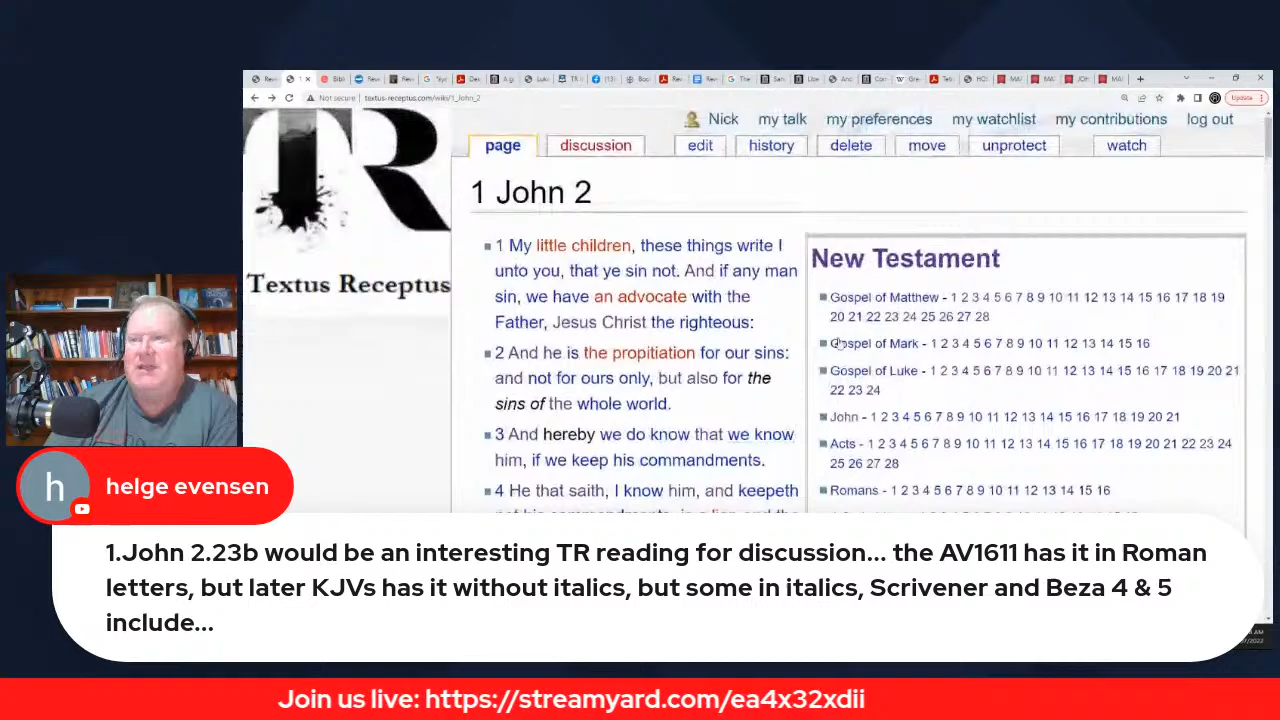 Not secure
textus-receptus.com/wiki/1_John_2
Update
Nick my talk my preferences my watchlist my contributions log out
page discussion edit history delete move unprotect watch
TR
Textus Receptus
1 John 2
1 My little children, these things write I
unto you, that ye sin not. And if any man
sin, we have an advocate with the
Father, Jesus Christ the righteous:
2 And he is the propitiation for our sins:
and not for ours only, but also for the
sins of the whole world.
3 And hereby we do know that we know
him, if we keep his commandments.
4 He that saith, I know him, and keepeth
New Testament
Gospel of Matthew - 1 2 3 4 5 6 7 8 9 10 11 12 13 14 15 16 17 18 19
20 21 22 23 24 25 26 27 28
Gospel of Mark - 1 2 3 4 5 6 7 8 9 10 11 12 13 14 15 16
Gospel of Luke - 1 2 3 4 5 6 7 8 9 10 11 12 13 14 15 16 17 18 19 20 21
22 23 24
John - 1 2 3 4 5 6 7 8 9 10 11 12 13 14 15 16 17 18 19 20 21
Acts - 1 2 3 4 5 6 7 8 9 10 11 12 13 14 15 16 17 18 19 20 21 22 23 24
25 26 27 28
Romans - 1 2 3 4 5 6 7 8 9 10 11 12 13 14 15 16
h
helge evensen
1.John 2.23b would be an interesting TR reading for discussion... the AV1611 has it in Roman
letters, but later KJVs has it without italics, but some in italics, Scrivener and Beza 4 & 5
include...
Join us live: https://streamyard.com/ea4x32xdii